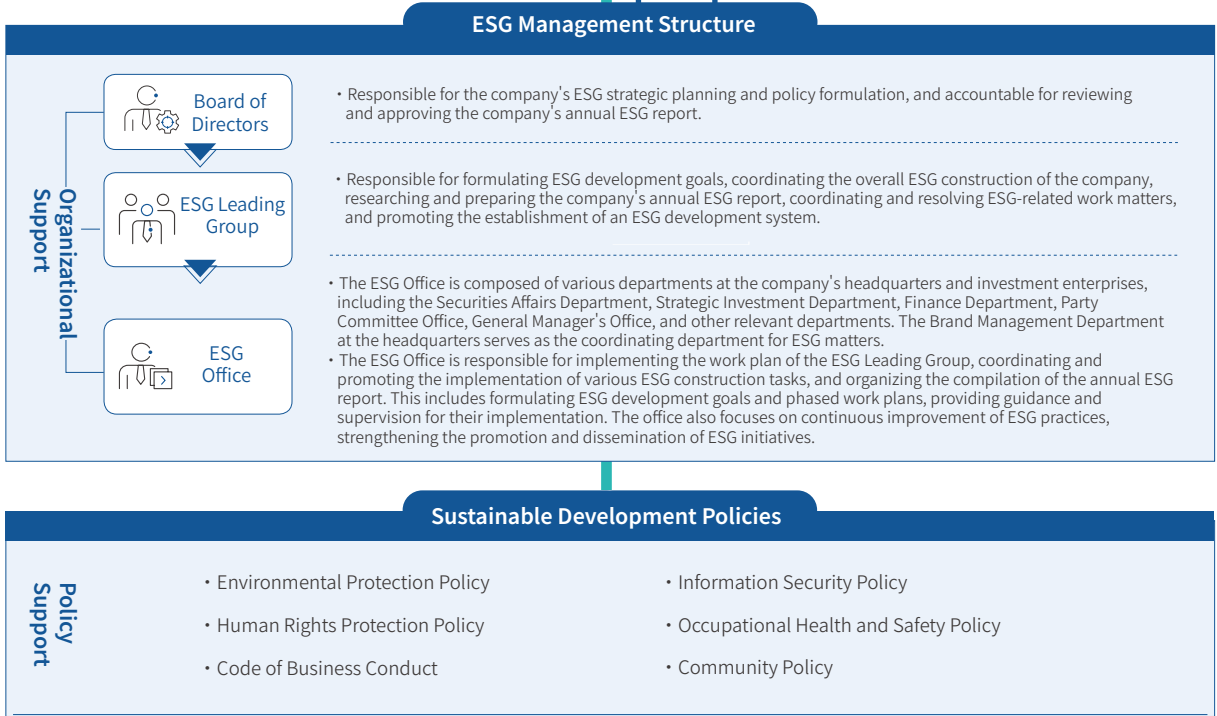 ESG Management Structure
Organizational
Support
Board of
Directors
・Responsible for the company's ESG strategic planning and policy formulation, and accountable for reviewing
and approving the company's annual ESG report.
ESG Leading
Group
・Responsible for formulating ESG development goals, coordinating the overall ESG construction of the company,
researching and preparing the company's annual ESG report, coordinating and resolving ESG-related work matters,
and promoting the establishment of an ESG development system.
ESG
Office
・The ESG Office is composed of various departments at the company's headquarters and investment enterprises,
including the Securities Affairs Department, Strategic Investment Department, Finance Department, Party
Committee Office, General Manager's Office, and other relevant departments. The Brand Management Department
at the headquarters serves as the coordinating department for ESG matters.
・The ESG Office is responsible for implementing the work plan of the ESG Leading Group, coordinating and
promoting the implementation of various ESG construction tasks, and organizing the compilation of the annual ESG
report. This includes formulating ESG development goals and phased work plans, providing guidance and
supervision for their implementation. The office also focuses on continuous improvement of ESG practices,
strengthening the promotion and dissemination of ESG initiatives.
Sustainable Development Policies
Policy
Support
・Environmental Protection Policy
・Human Rights Protection Policy
・Code of Business Conduct
・Information Security Policy
・Occupational Health and Safety Policy
・Community Policy